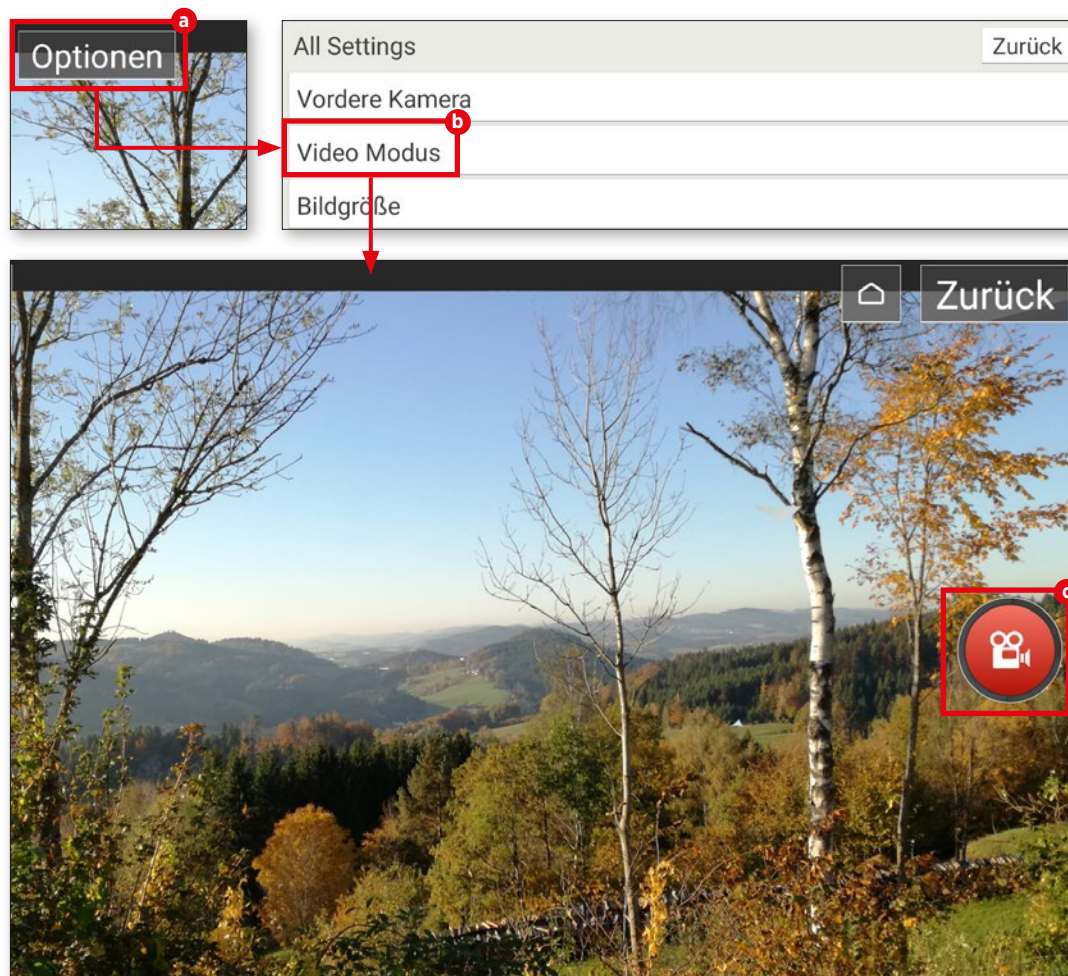 a
Optionen
All Settings
Zurück
Vordere Kamera
b
Video Modus
Bildgröße
Zurück